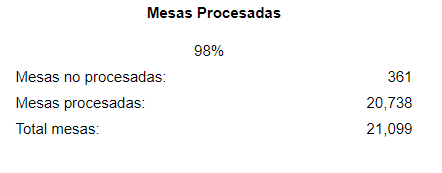 Mesas Procesadas
98%
Mesas no procesadas: 361
Mesas procesadas: 20,738
Total mesas: 21,099